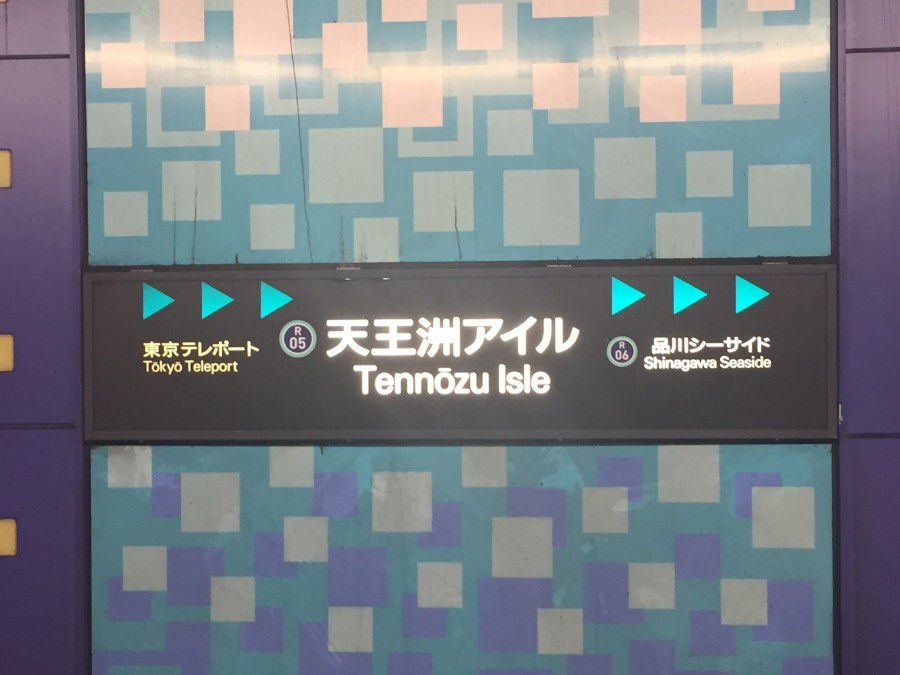 東京テレポート
Tōkyō Teleport
R
05
天王洲アイル
Tennōzu Isle
R
06
品川シーサイド
Shinagawa Seaside